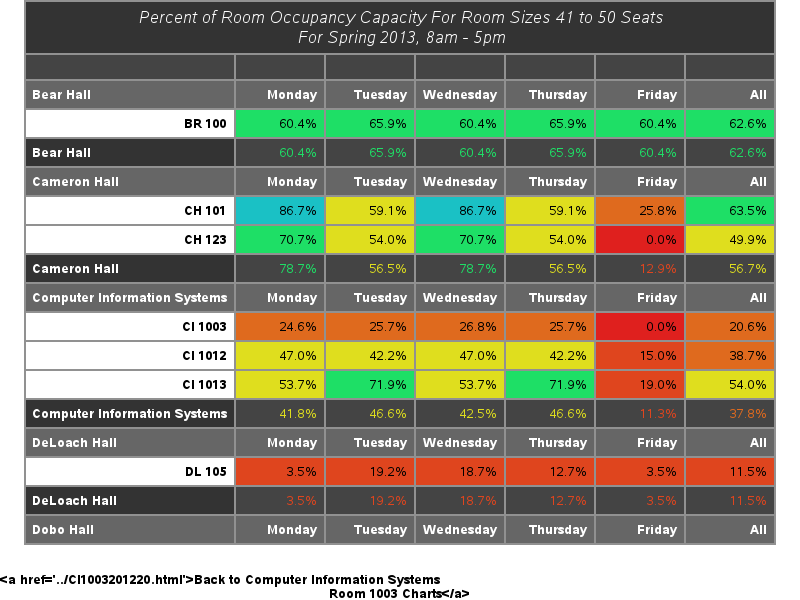 Percent of Room Occupancy Capacity For Room Sizes 41 to 50 Seats
For Spring 2013, 8am - 5pm
Bear Hall Monday Tuesday Wednesday Thursday Friday All
BR 100 60.4% 65.9% 60.4% 65.9% 60.4% 62.6%
Bear Hall 60.4% 65.9% 60.4% 65.9% 60.4% 62.6%
Cameron Hall Monday Tuesday Wednesday Thursday Friday All
CH 101 86.7% 59.1% 86.7% 59.1% 25.8% 63.5%
CH 123 70.7% 54.0% 70.7% 54.0% 0.0% 49.9%
Cameron Hall 78.7% 56.5% 78.7% 56.5% 12.9% 56.7%
Computer Information Systems Monday Tuesday Wednesday Thursday Friday All
CI 1003 24.6% 25.7% 26.8% 25.7% 0.0% 20.6%
CI 1012 47.0% 42.2% 47.0% 42.2% 15.0% 38.7%
CI 1013 53.7% 71.9% 53.7% 71.9% 19.0% 54.0%
Computer Information Systems 41.8% 46.6% 42.5% 46.6% 11.3% 37.8%
DeLoach Hall Monday Tuesday Wednesday Thursday Friday All
DL 105 3.5% 19.2% 18.7% 12.7% 3.5% 11.5%
DeLoach Hall 3.5% 19.2% 18.7% 12.7% 3.5% 11.5%
Dobo Hall Monday Tuesday Wednesday Thursday Friday All
<a href='../CI1003201220.html'>Back to Computer Information Systems
Room 1003 Charts</a>